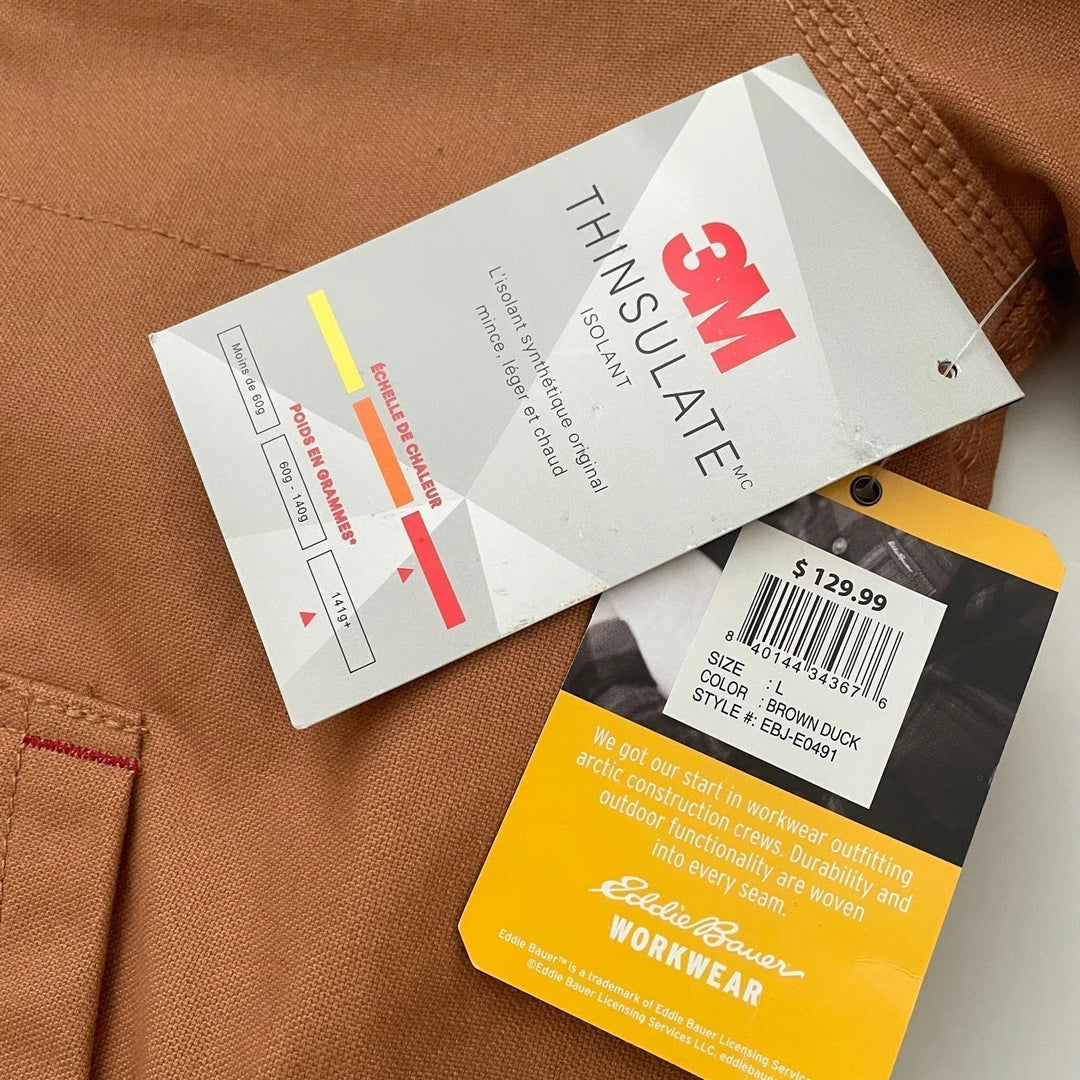 3M
THINSULATE MC
ISOLANT
L'isolant synthétique original
mince, léger et chaud
ÉCHELLE DE CHALEUR
POIDS EN GRAMMES*
Moins de 60g
60g - 140g
141g+
Eddie Bauer
$ 129.99
8 40144 34367 6
SIZE : L
COLOR : BROWN DUCK
STYLE #: EBJ-E0491
We got our start in workwear outfitting
arctic construction crews. Durability and
outdoor functionality are woven
into every seam.
Eddie Bauer
WORKWEAR
Eddie Bauer™ is a trademark of Eddie Bauer Licensing
©Eddie Bauer Licensing Services LLC.